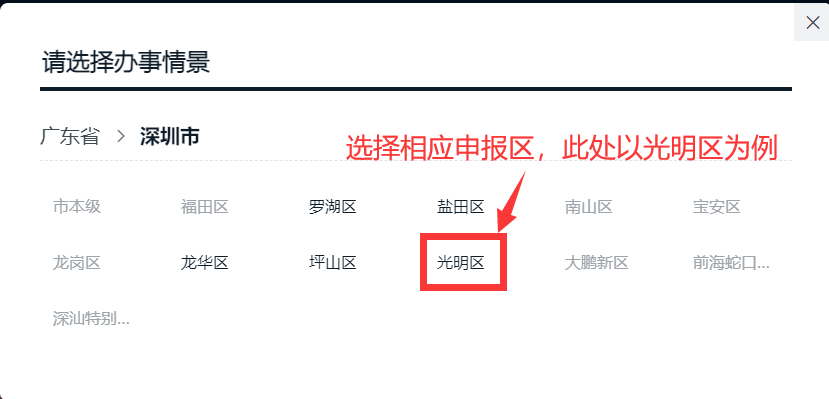 请选择办事情景
广东省 > 深圳市
选择相应申报区，此处以光明区为例
市本级 福田区 罗湖区 盐田区 南山区 宝安区
龙岗区 龙华区 坪山区 光明区 大鹏新区 前海蛇口...
深汕特别...